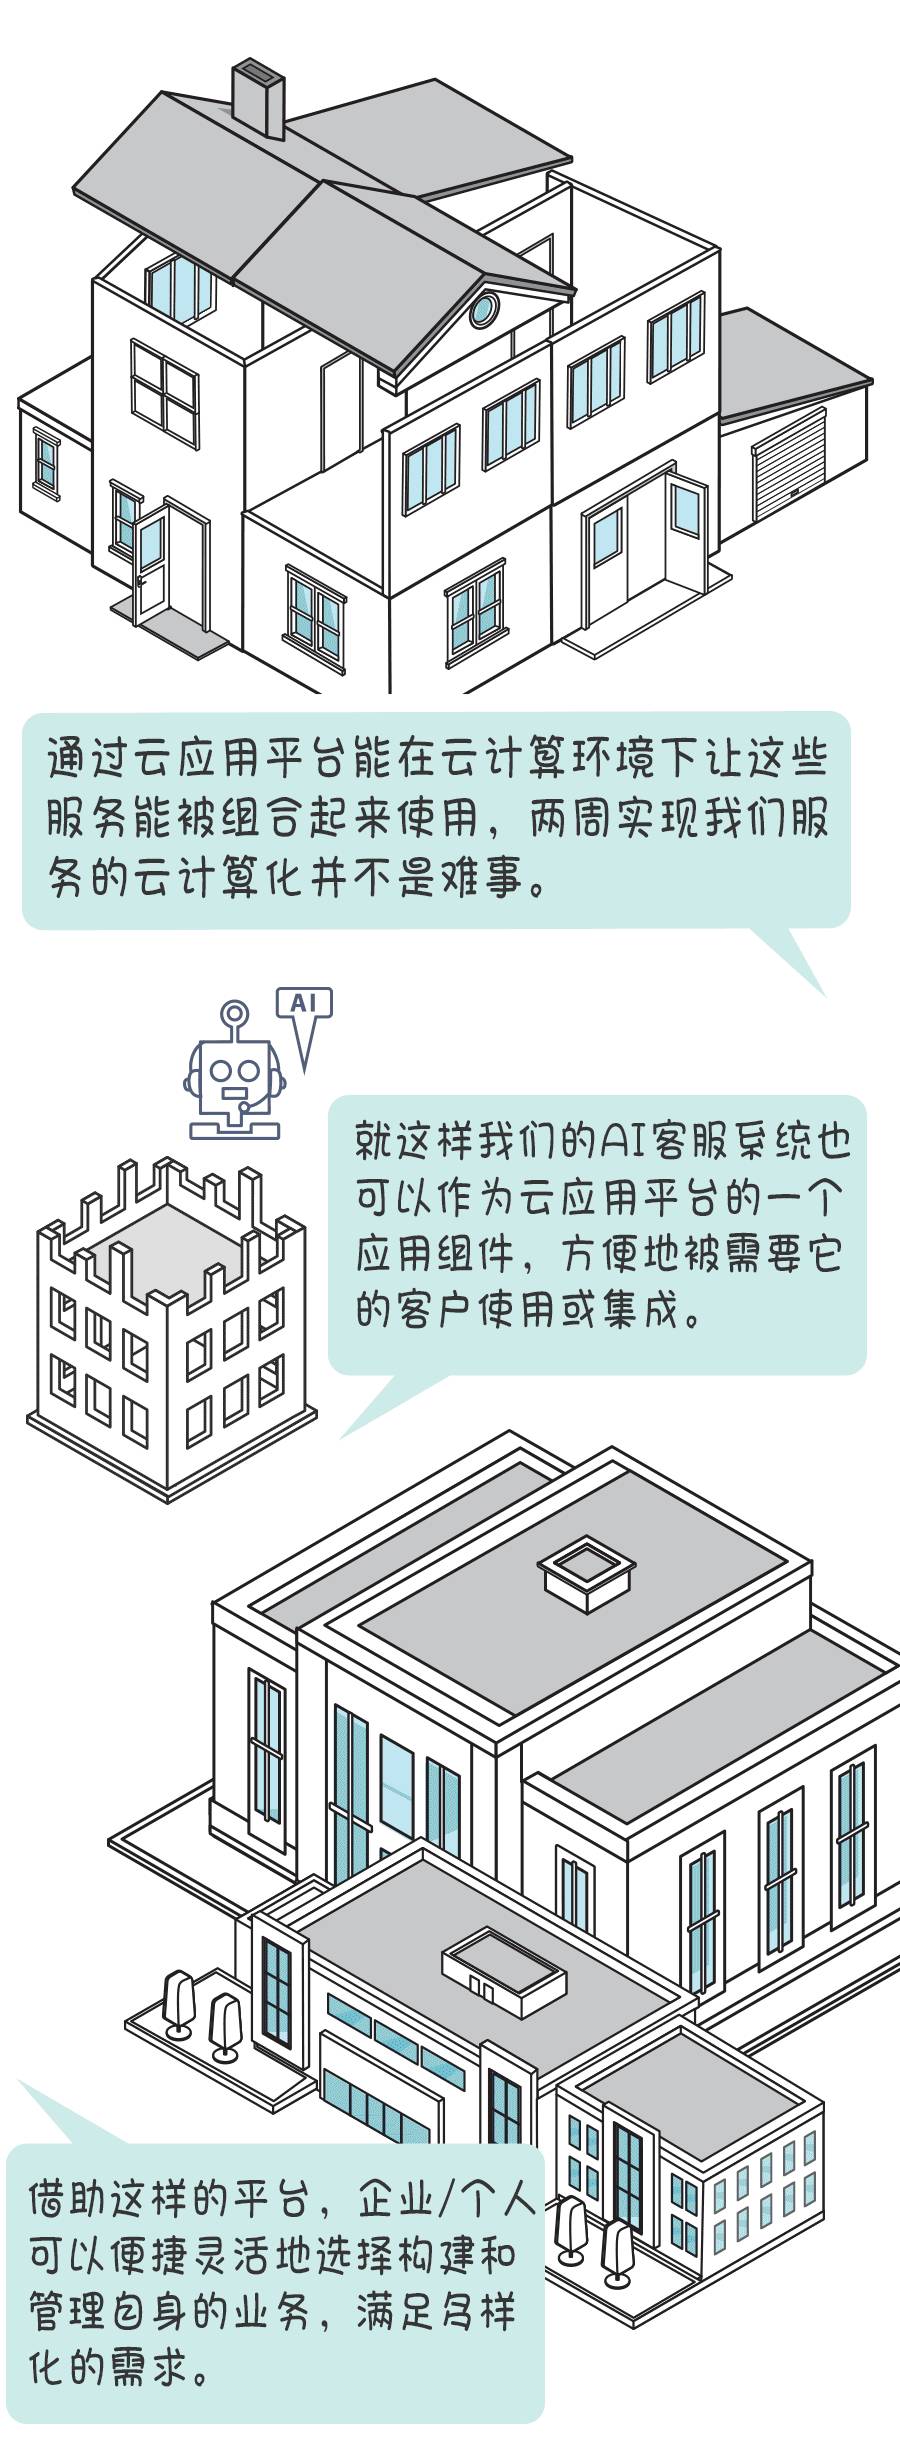 通过云应用平台能在云计算环境下让这些
服务能被组合起来使用，两周实现我们服
务的云计算化并不是难事。
AI
就这样我们的AI客服系统也
可以作为云应用平台的一个
应用组件，方便地被需要它
的客户使用或集成。
借助这样的平台，企业/个人
可以便捷灵活地选择构建和
管理自身的业务，满足多样
化的需求。